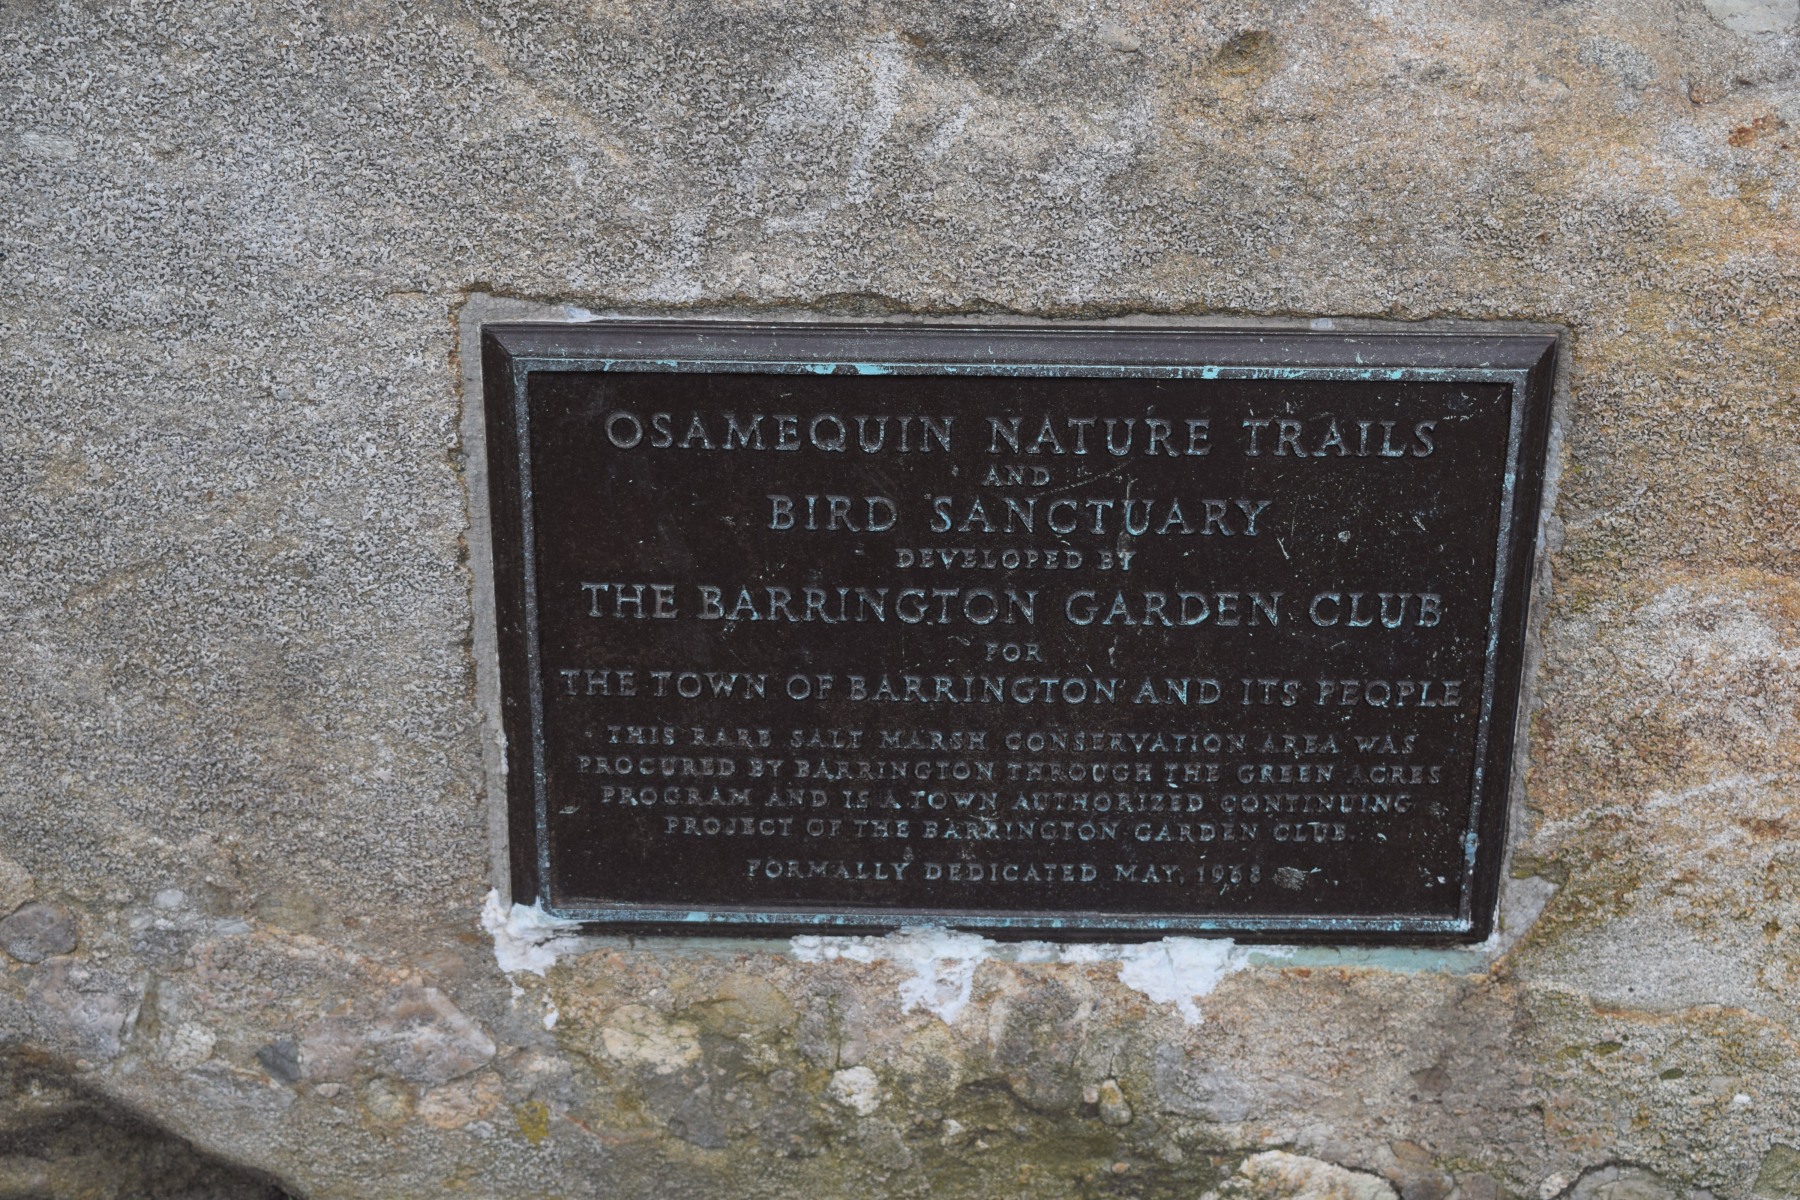 OSAMEQUIN NATURE TRAILS
AND
BIRD SANCTUARY
DEVELOPED BY
THE BARRINGTON GARDEN CLUB
FOR
THE TOWN OF BARRINGTON AND ITS PEOPLE
THIS RARE SALT MARSH CONSERVATION AREA WAS
PROCURED BY BARRINGTON THROUGH THE GREEN ACRES
PROGRAM AND IS A TOWN AUTHORIZED CONTINUING
PROJECT OF THE BARRINGTON GARDEN CLUB.
FORMALLY DEDICATED MAY, 1968